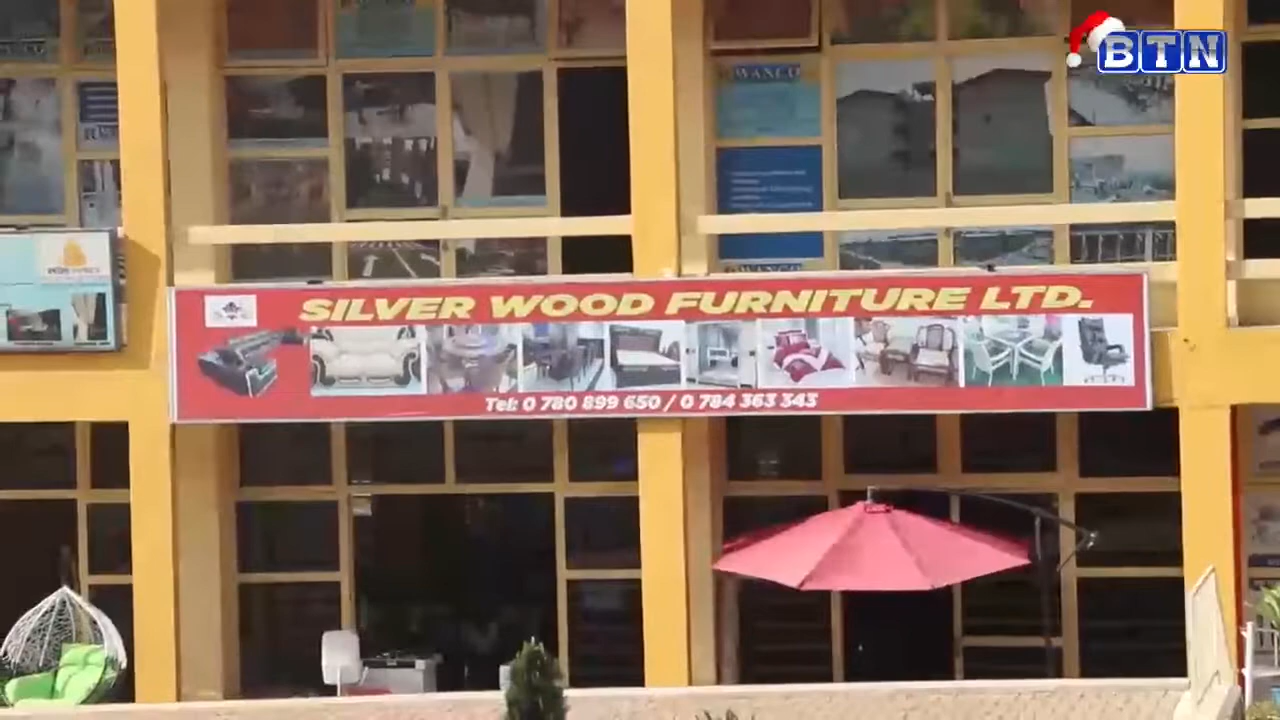 BTN
WANCO
SILVER WOOD FURNITURE LTD.
Tel: 0 780 899 650 / 0 784 363 343